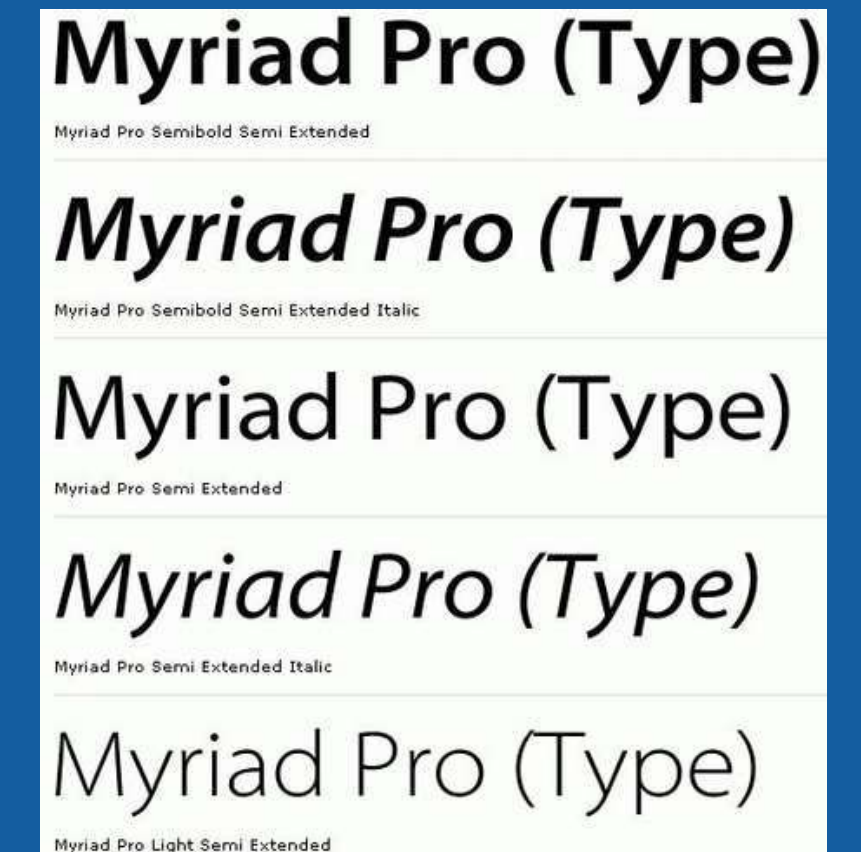 Myriad Pro (Type)
Myriad Pro Semibold Semi Extended
Myriad Pro (Type)
Myriad Pro Semibold Semi Extended Italic
Myriad Pro (Type)
Myriad Pro Semi Extended
Myriad Pro (Type)
Myriad Pro Semi Extended Italic
Myriad Pro (Type)
Myriad Pro Light Semi Extended